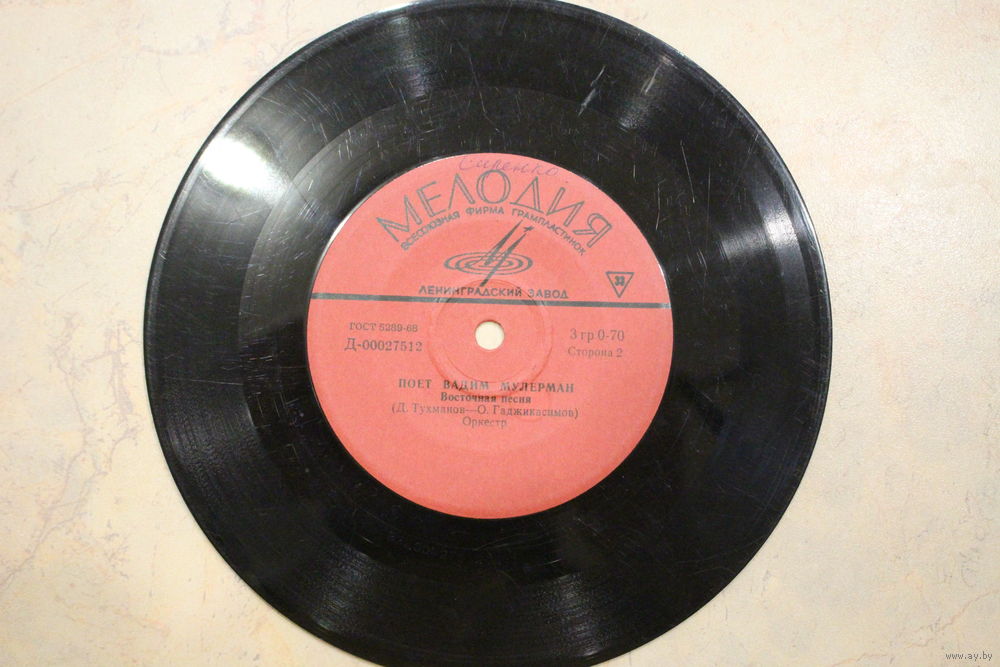 Сиренко
МЕЛОДИЯ
ВСЕСОЮЗНАЯ ФИРМА ГРАМПЛАСТИНОК
ЛЕНИНГРАДСКИЙ ЗАВОД
33
ГОСТ 5289-68
Д-00027512
3 гр.0-70
Сторона 2
ПОЕТ ВАДИМ МУЛЕРМАН
Восточная песня
(Д. Тухманов—О. Гаджикасимов)
Оркестр
www.ay.by